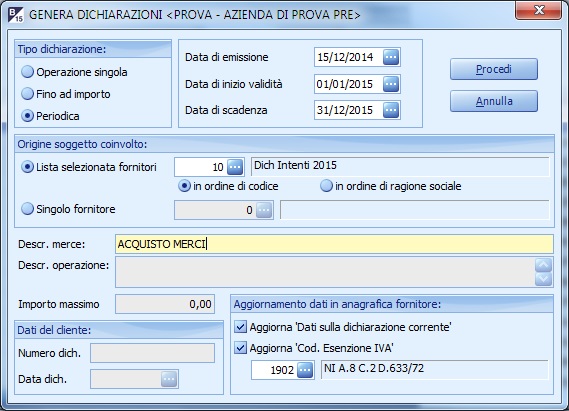 B
15
GENERA DICHIARAZIONI <PROVA - AZIENDA DI PROVA PRE>
Tipo dichiarazione:
Operazione singola
Fino ad importo
Periodica
Data di emissione 15/12/2014 ...
Data di inizio validità 01/01/2015 ...
Data di scadenza 31/12/2015 ...
Procedi
Annulla
Origine soggetto coinvolto:
Lista selezionata fornitori 10 ... Dich Intenti 2015
in ordine di codice in ordine di ragione sociale
Singolo fornitore 0 ...
Descr. merce: ACQUISTO MERCI
Descr. operazione:
Importo massimo 0,00
Dati del cliente:
Numero dich.
Data dich. ...
Aggiornamento dati in anagrafica fornitore:
Aggiorna 'Dati sulla dichiarazione corrente'
Aggiorna 'Cod. Esenzione IVA'
1902 ... NI A.8 C.2 D.633/72